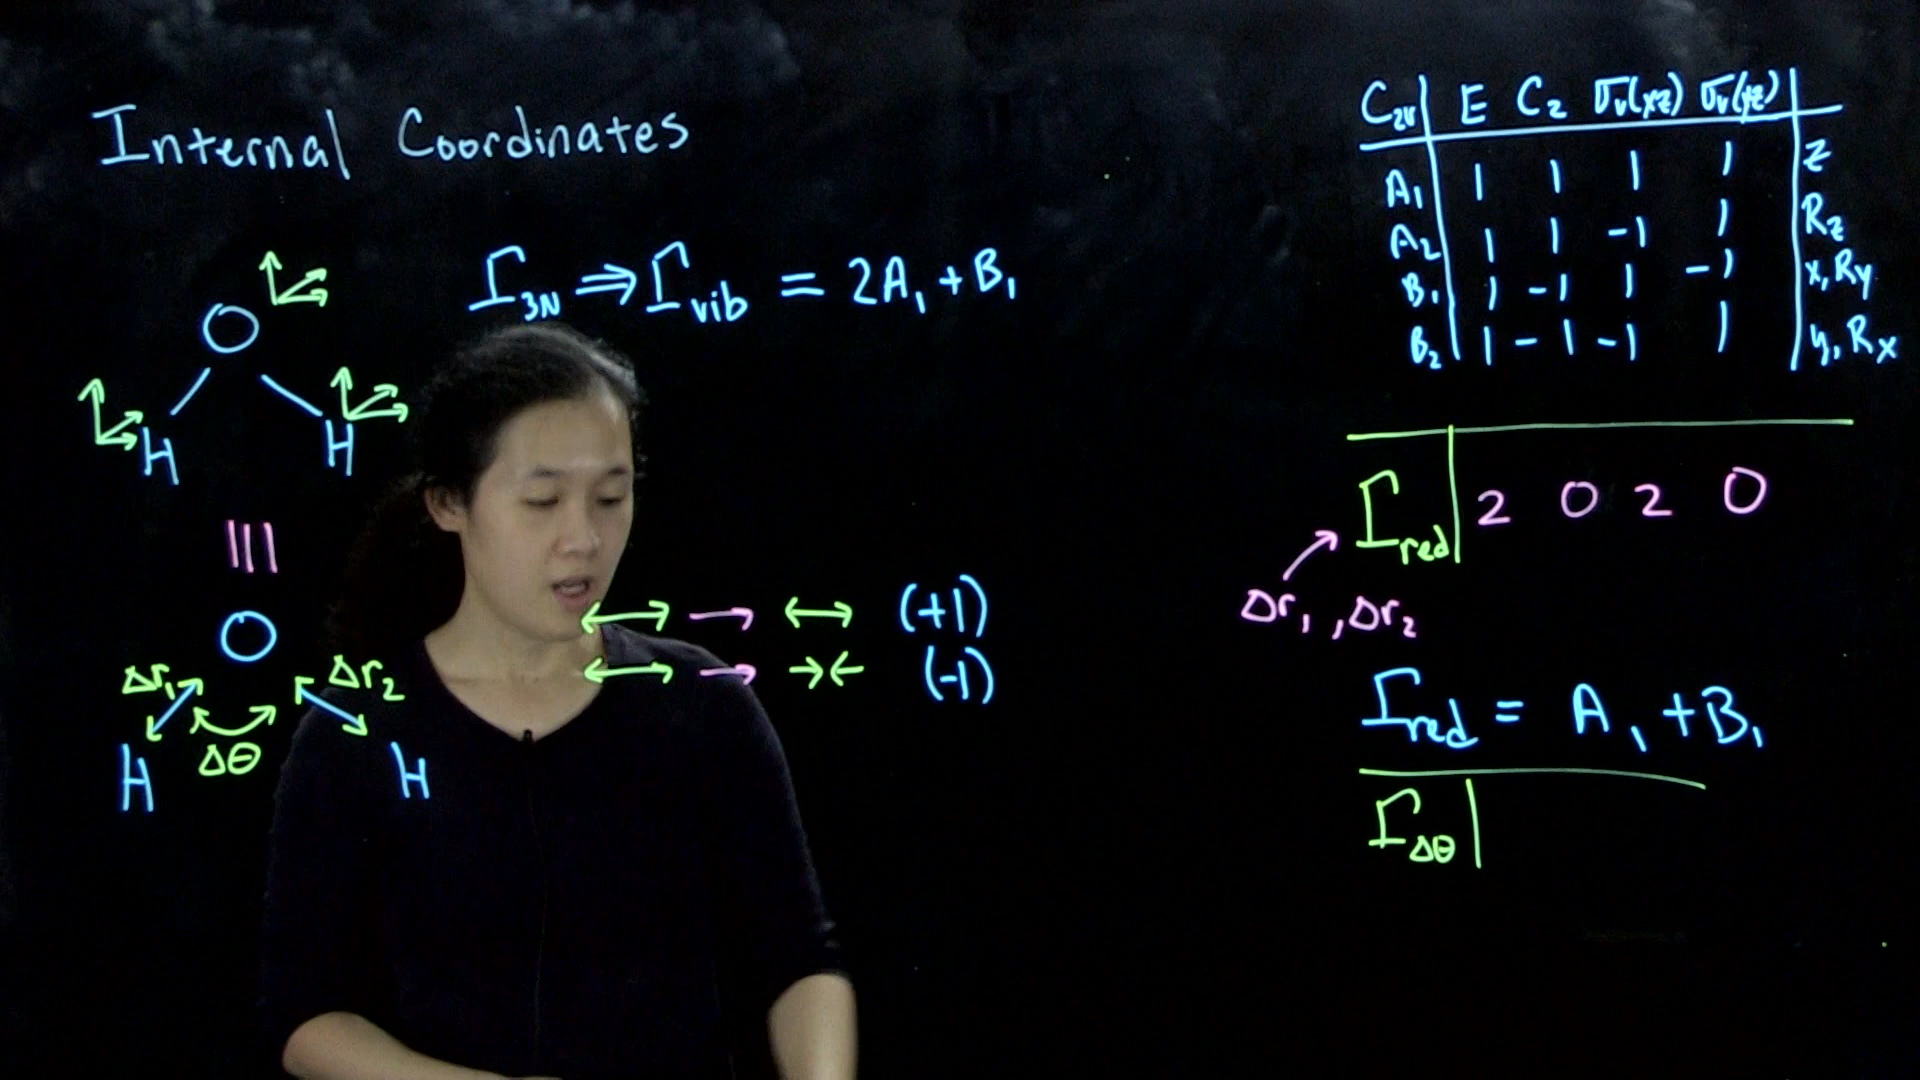 Internal Coordinates
Γ3N ⇒ Γvib = 2A₁ + B₁
O
H H
|||
O
Δr₁ Δr₂
Δθ
H H
↔ → ↔ (+1)
↔ → →← (-1)
C₂ᵥ E C₂ σᵥ(xz) σᵥ(yz)
A₁ 1 1 1 1 z
A₂ 1 1 -1 1 Rz
B₁ 1 -1 1 -1 x, Ry
B₂ 1 -1 -1 1 y, Rx
Γred 2 0 2 0
Δr₁, Δr₂
Γred = A₁ + B₁
ΓΔθ